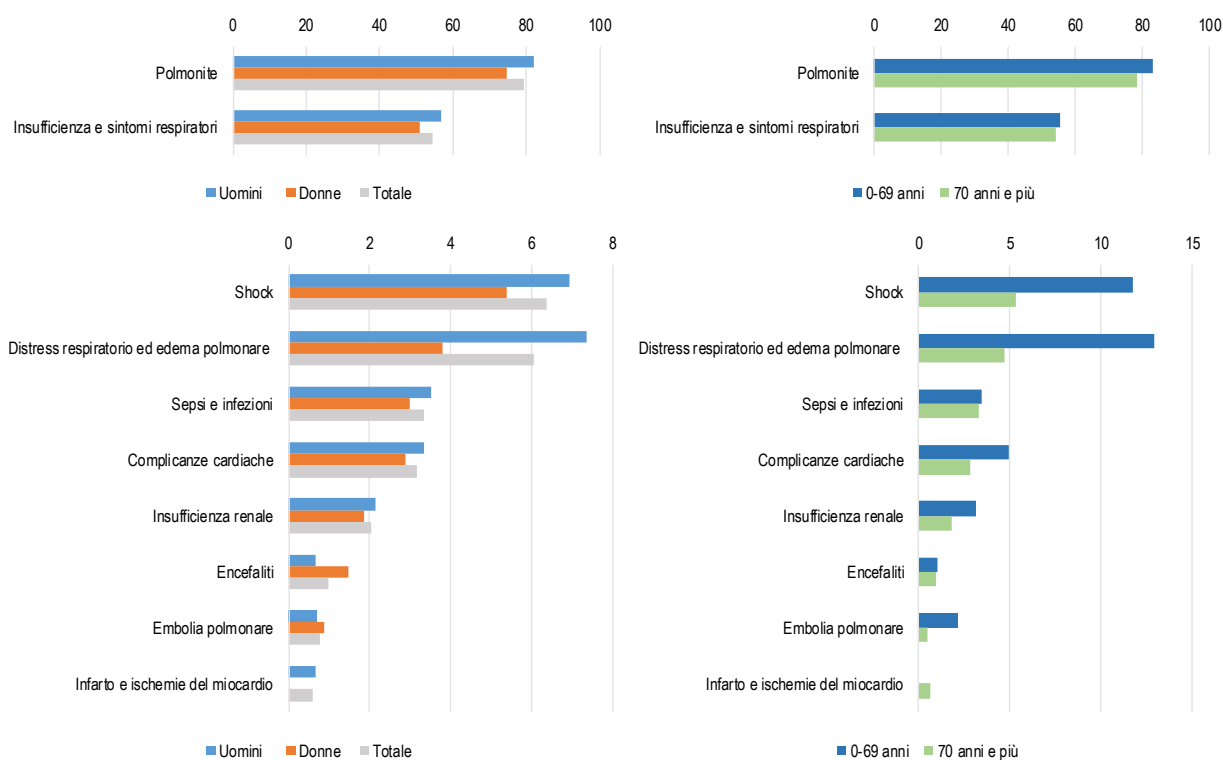 0 20 40 60 80 100
Polmonite
Insufficienza e sintomi respiratori
Uomini Donne Totale
0 20 40 60 80 100
Polmonite
Insufficienza e sintomi respiratori
0-69 anni 70 anni e più
0 2 4 6 8
Shock
Distress respiratorio ed edema polmonare
Sepsi e infezioni
Complicanze cardiache
Insufficienza renale
Encefaliti
Embolia polmonare
Infarto e ischemie del miocardio
Uomini Donne Totale
0 5 10 15
Shock
Distress respiratorio ed edema polmonare
Sepsi e infezioni
Complicanze cardiache
Insufficienza renale
Encefaliti
Embolia polmonare
Infarto e ischemie del miocardio
0-69 anni 70 anni e più